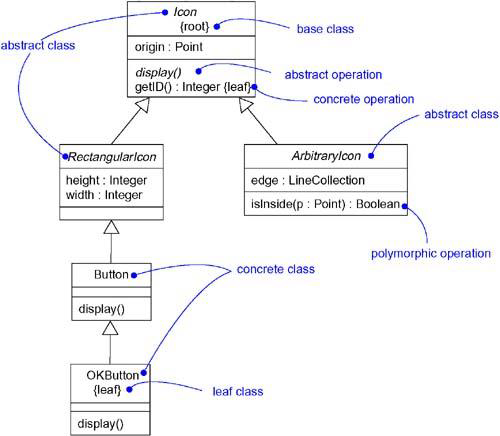 Icon
{root}
base class
abstract class
origin : Point
display()
abstract operation
getID() : Integer {leaf}
concrete operation
abstract class
RectangularIcon
ArbitraryIcon
height : Integer
width : Integer
edge : LineCollection
isInside(p : Point) : Boolean
polymorphic operation
Button
concrete class
display()
OKButton
{leaf}
leaf class
display()